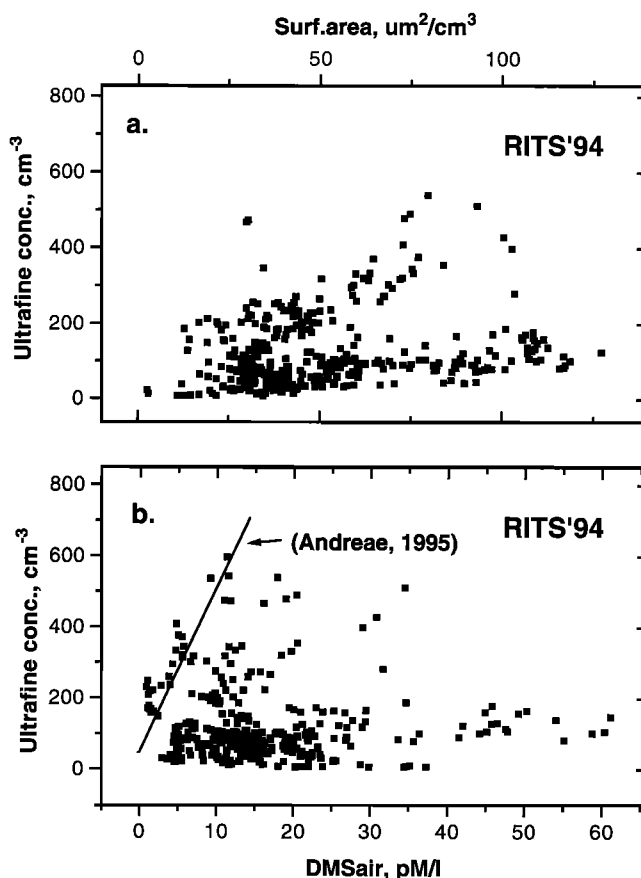 Surf.area, um²/cm³
0 50 100
800
600
400
200
0
Ultrafine conc., cm⁻³
a.
RITS'94
800
600
400
200
0
Ultrafine conc., cm⁻³
b.
RITS'94
(Andreae, 1995)
0 10 20 30 40 50 60
DMSair, pM/l